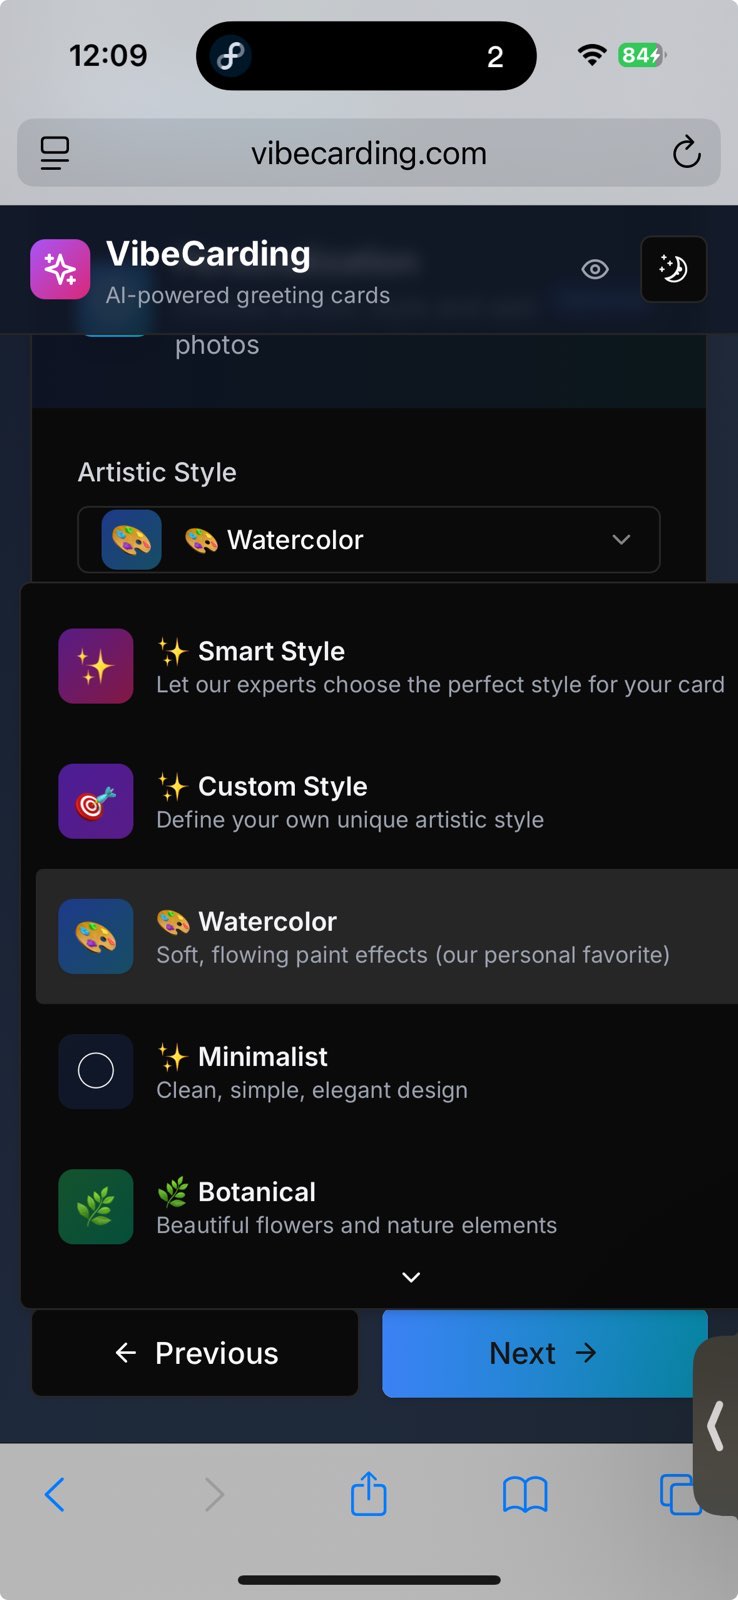 12:09
2
84
vibecarding.com
VibeCarding
AI-powered greeting cards
photos
Artistic Style
Watercolor
Smart Style
Let our experts choose the perfect style for your card
Custom Style
Define your own unique artistic style
Watercolor
Soft, flowing paint effects (our personal favorite)
Minimalist
Clean, simple, elegant design
Botanical
Beautiful flowers and nature elements
Previous
Next